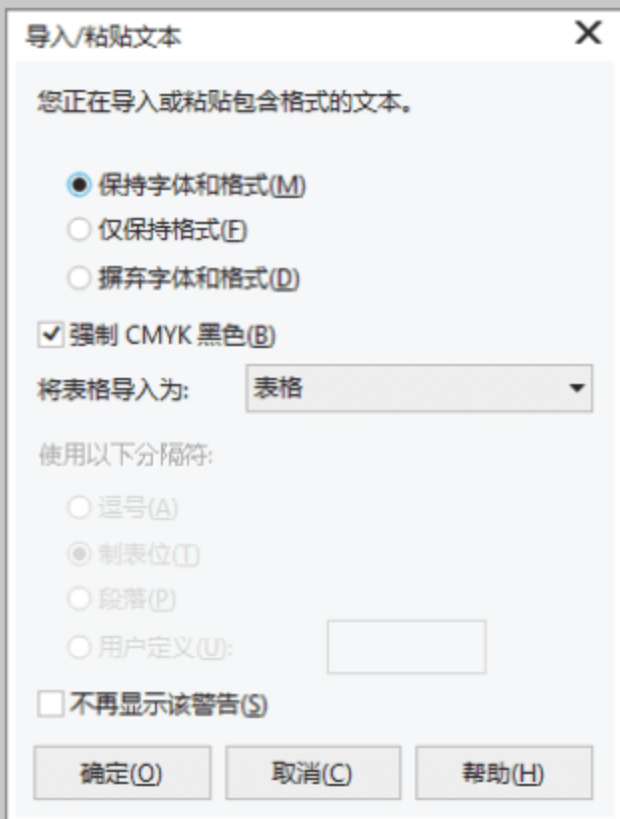 导入/粘贴文本
您正在导入或粘贴包含格式的文本。
保持字体和格式(M)
仅保持格式(F)
摒弃字体和格式(D)
强制 CMYK 黑色(B)
将表格导入为: 表格
使用以下分隔符:
逗号(A)
制表位(T)
段落(P)
用户定义(U):
不再显示该警告(S)
确定(O) 取消(C) 帮助(H)